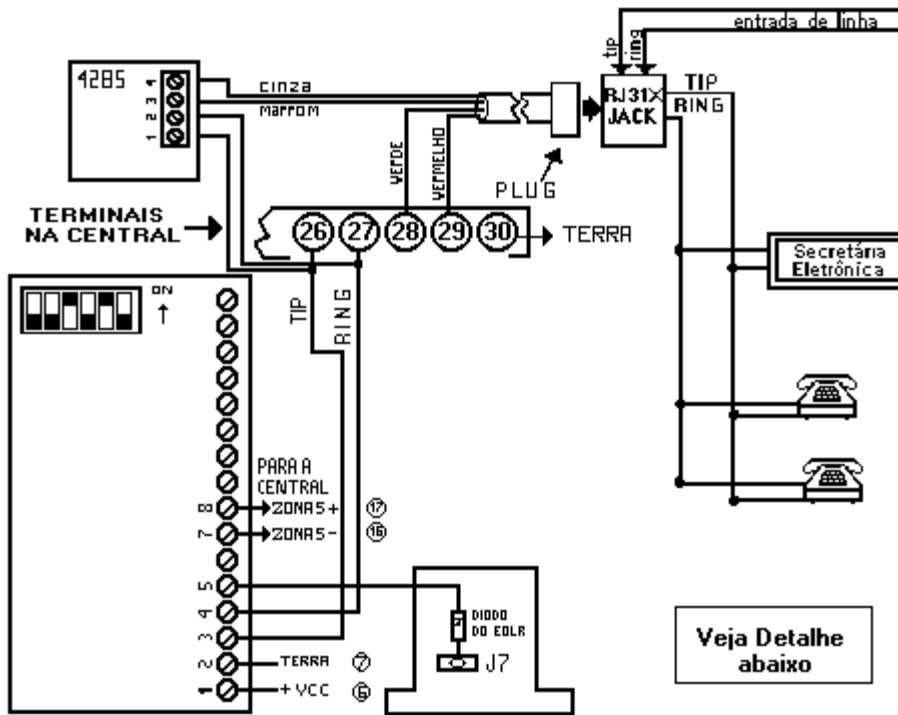 entrada de linha
tip
ring
4285
4
3
2
1
CINZA
MARROM
RJ31X
JACK
TIP
RING
VERDE
VERMELHO
PLUG
TERMINAIS
NA CENTRAL
26
27
28
29
30
TERRA
Secretária
Eletrônica
ON
TIP
RING
PARA A
CENTRAL
8
ZONA5+
17
7
ZONA5-
16
5
4
3
2
TERRA
7
1
+ VCC
6
DIODO
DO EOLR
J7
Veja Detalhe
abaixo